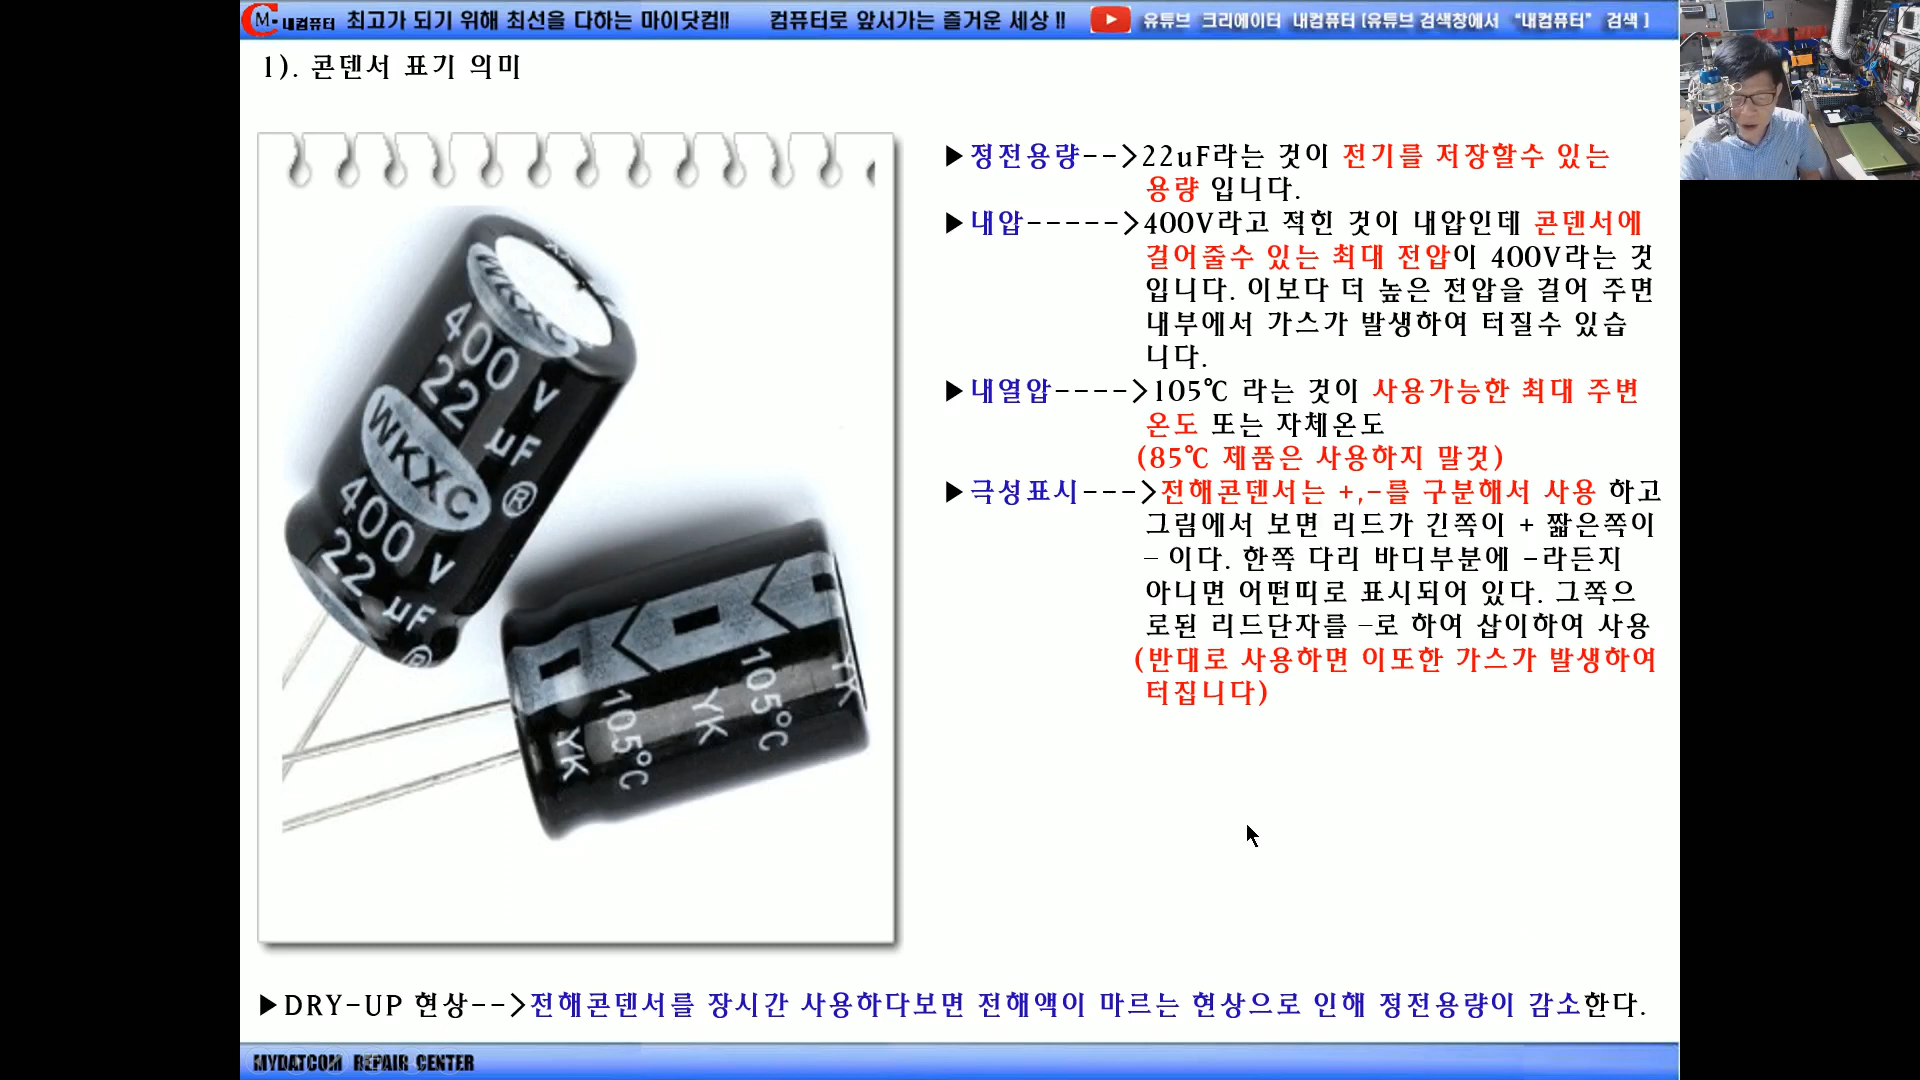 내컴퓨터 최고가 되기 위해 최선을 다하는 마이닷컴!! 컴퓨터로 앞서가는 즐거운 세상 !! 유튜브 크리에이터 내컴퓨터 [유튜브 검색창에서 “내컴퓨터” 검색 ]
1). 콘덴서 표기 의미
WKXC
400 v
22 µF
WKXC ®
400 v
22 µF
®
105℃
YK
105℃
YK
YK
▶정전용량-->22uF라는 것이 전기를 저장할수 있는
용량 입니다.
▶내압----->400V라고 적힌 것이 내압인데 콘덴서에
걸어줄수 있는 최대 전압이 400V라는 것
입니다. 이보다 더 높은 전압을 걸어 주면
내부에서 가스가 발생하여 터질수 있습
니다.
▶내열압---->105℃ 라는 것이 사용가능한 최대 주변
온도 또는 자체온도
(85℃ 제품은 사용하지 말것)
▶극성표시--->전해콘덴서는 +,-를 구분해서 사용 하고
그림에서 보면 리드가 긴쪽이 + 짧은쪽이
- 이다. 한쪽 다리 바디부분에 -라든지
아니면 어떤띠로 표시되어 있다. 그쪽으
로된 리드단자를 -로 하여 삽이하여 사용
(반대로 사용하면 이또한 가스가 발생하여
터집니다)
▶DRY-UP 현상-->전해콘덴서를 장시간 사용하다보면 전해액이 마르는 현상으로 인해 정전용량이 감소한다.
MYDATCOM REPAIR CENTER